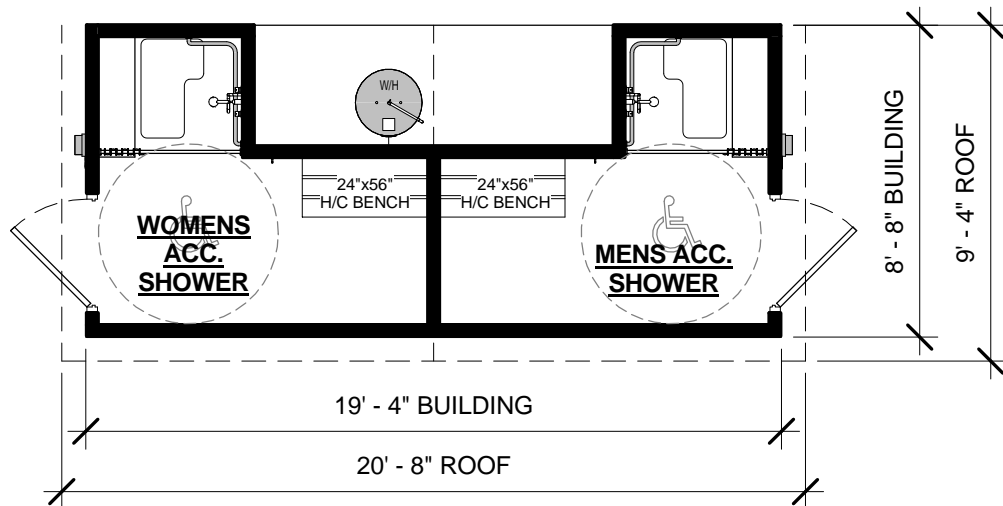 W/H
24"x56"
H/C BENCH
24"x56"
H/C BENCH
WOMENS
ACC.
SHOWER
MENS ACC.
SHOWER
8' - 8" BUILDING
9' - 4" ROOF
19' - 4" BUILDING
20' - 8" ROOF